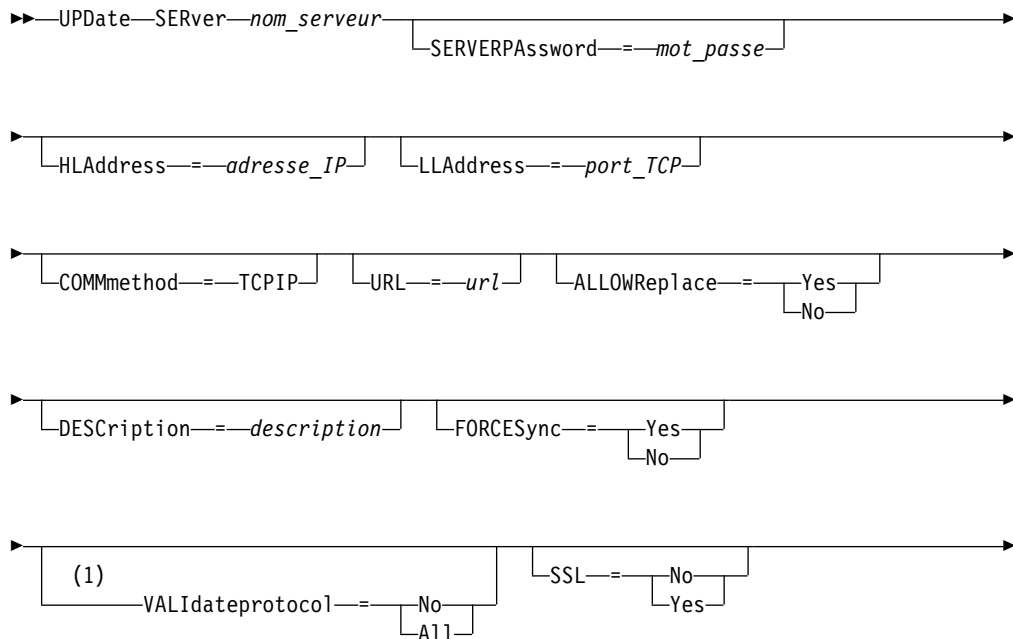 UPDate SERver nom_serveur
SERVERPAssword = mot_passe
HLAddress = adresse_IP LLAddress = port_TCP
COMMmethod = TCPIP URL = url ALLOWReplace = Yes
No
DESCription = description FORCESync = Yes
No
(1)
VALIdateprotocol = No
All
SSL = No
Yes